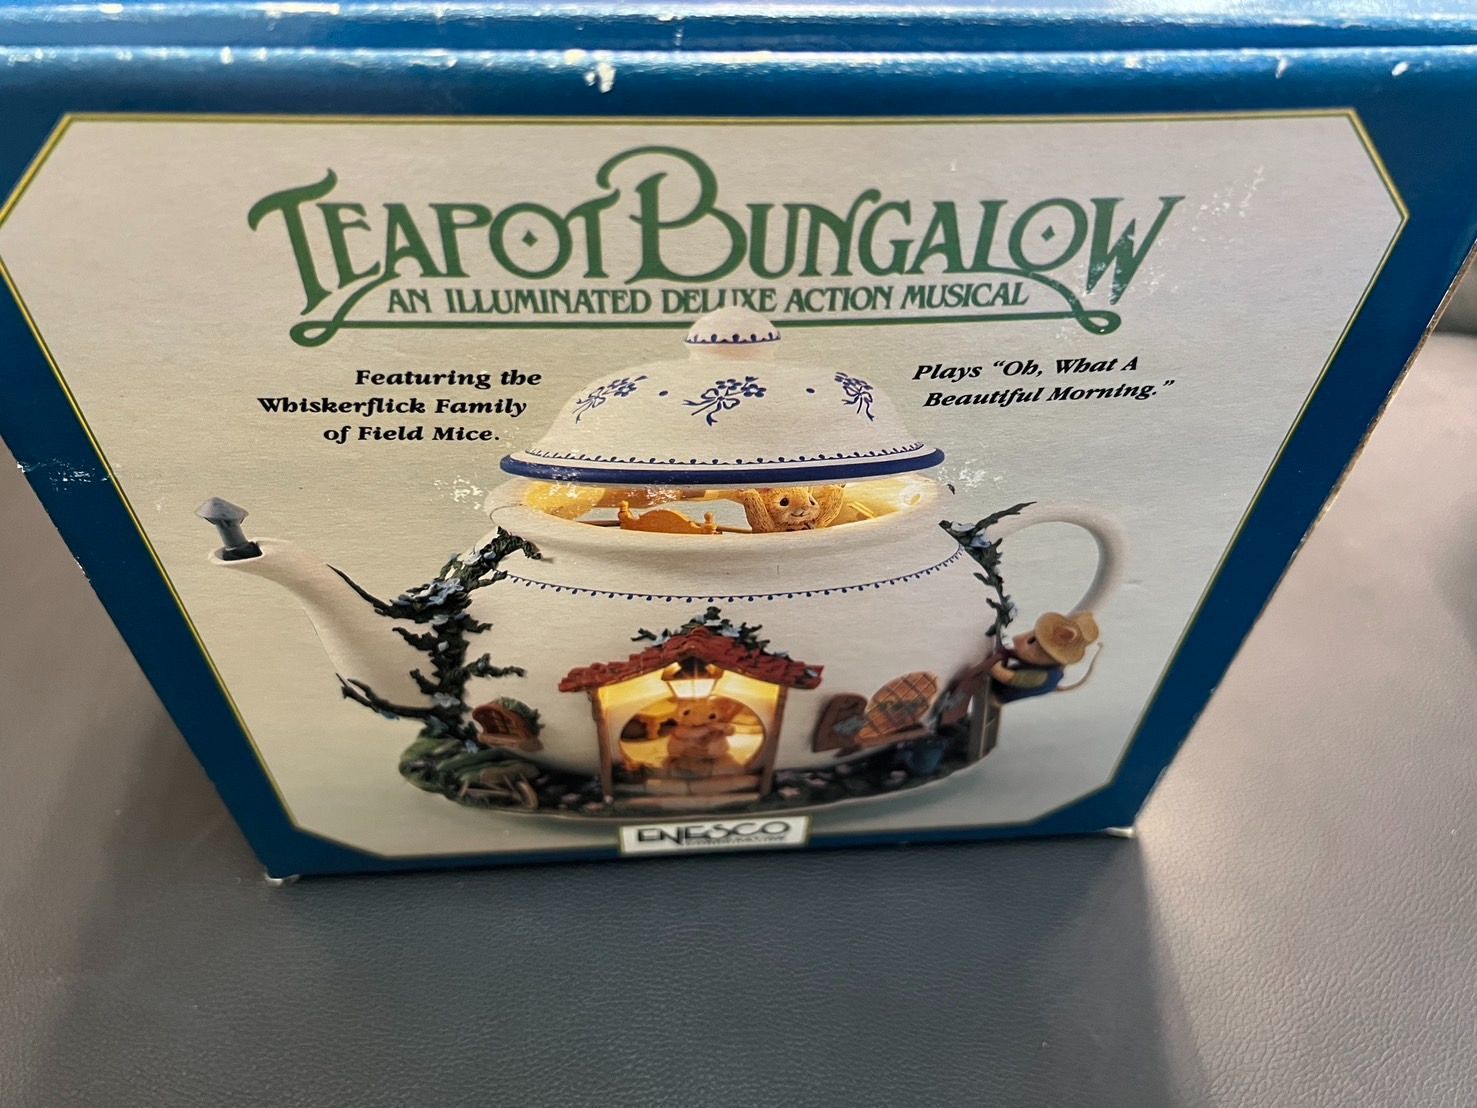 TEAPOT BUNGALOW
AN ILLUMINATED DELUXE ACTION MUSICAL
Featuring the
Whiskerflick Family
of Field Mice.
Plays "Oh, What A
Beautiful Morning."
ENESCO